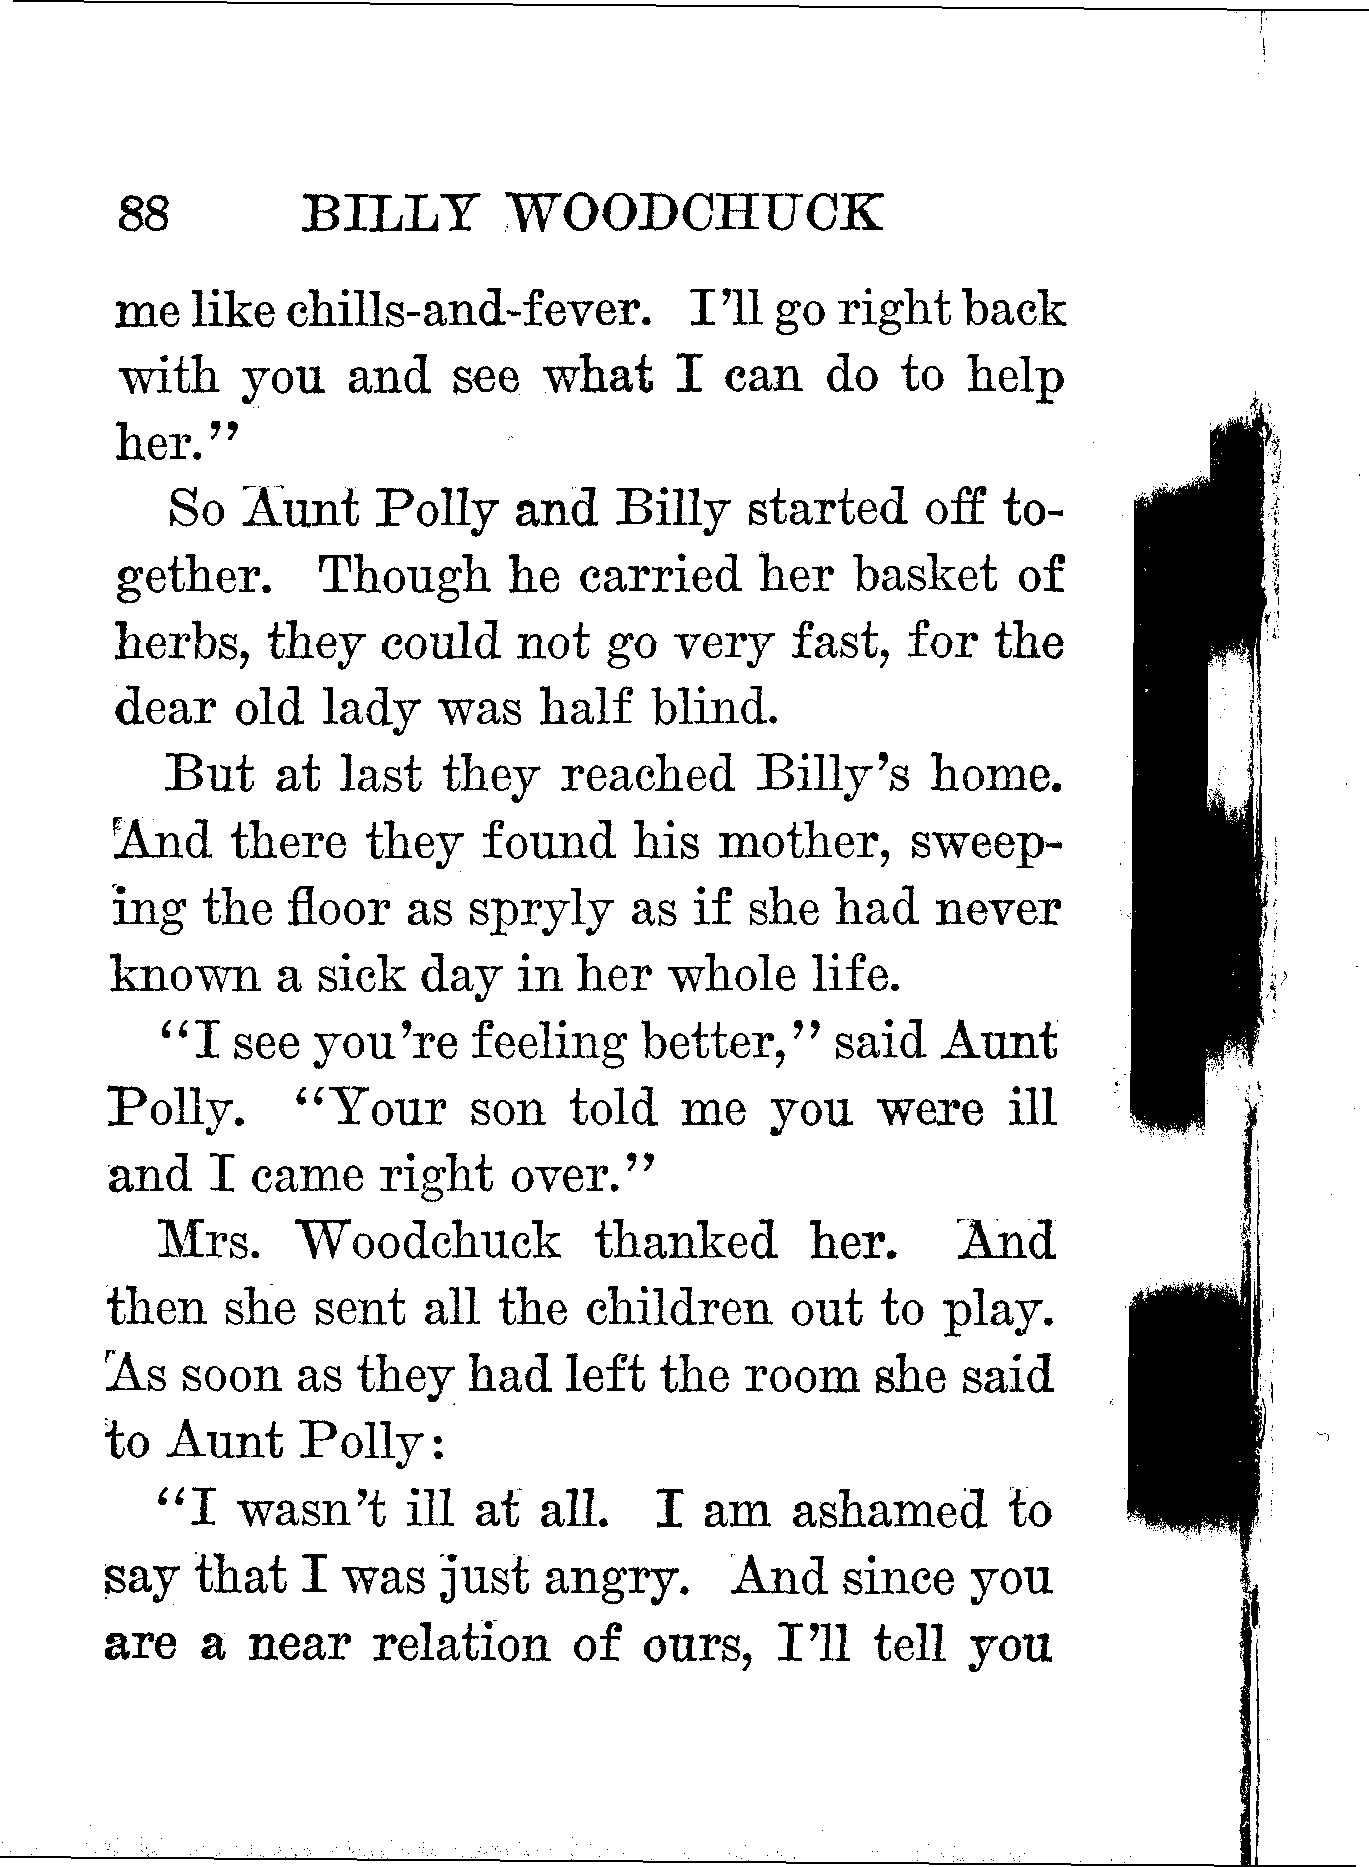 88 BILLY WOODCHUCK
me like chills-and-fever. I'll go right back
with you and see what I can do to help
her."
So Aunt Polly and Billy started off to-
gether. Though he carried her basket of
herbs, they could not go very fast, for the
dear old lady was half blind.
But at last they reached Billy's home.
And there they found his mother, sweep-
ing the floor as spryly as if she had never
known a sick day in her whole life.
"I see you're feeling better," said Aunt
Polly. "Your son told me you were ill
and I came right over."
Mrs. Woodchuck thanked her. And
then she sent all the children out to play.
As soon as they had left the room she said
to Aunt Polly:
"I wasn't ill at all. I am ashamed to
say that I was just angry. And since you
are a near relation of ours, I'll tell you